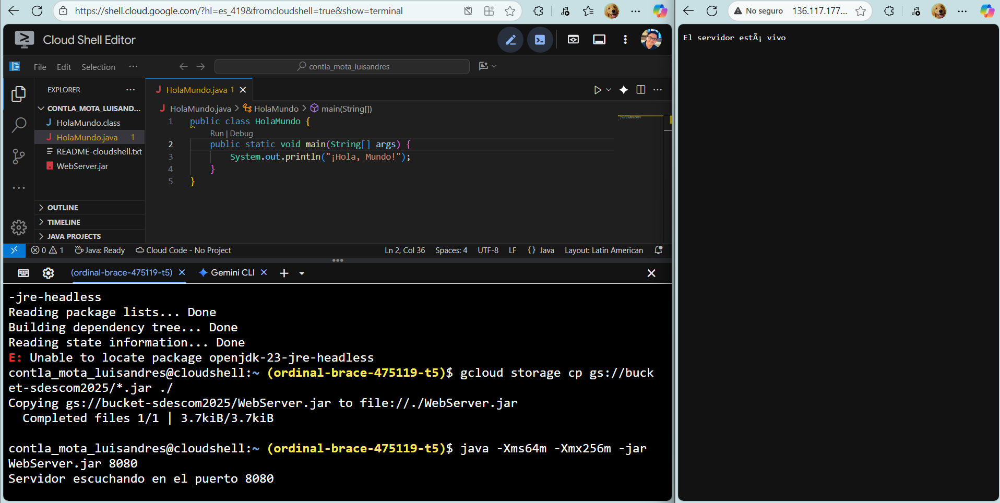 https://shell.cloud.google.com/?hl=es_419&fromcloudshell=true&show=terminal
Cloud Shell Editor
File Edit Selection
contla_mota_luisandres
EXPLORER
CONTLA_MOTA_LUISAND...
HolaMundo.class
HolaMundo.java 1
README-cloudshell.txt
WebServer.jar
OUTLINE
TIMELINE
JAVA PROJECTS
HolaMundo.java 1
HolaMundo.java > HolaMundo > main(String[])
1 public class HolaMundo {
Run | Debug
2 public static void main(String[] args) {
3 System.out.println("¡Hola, Mundo!");
4 }
5 }
0 1 Java: Ready Cloud Code - No Project Ln 2, Col 36 Spaces: 4 UTF-8 LF {} Java Layout: Latin American
(ordinal-brace-475119-t5) Gemini CLI
-jre-headless
Reading package lists... Done
Building dependency tree... Done
Reading state information... Done
E: Unable to locate package openjdk-23-jre-headless
contla_mota_luisandres@cloudshell:~ (ordinal-brace-475119-t5)$ gcloud storage cp gs://buck
et-sdescom2025/*.jar ./
Copying gs://bucket-sdescom2025/WebServer.jar to file://./WebServer.jar
Completed files 1/1 | 3.7kiB/3.7kiB
contla_mota_luisandres@cloudshell:~ (ordinal-brace-475119-t5)$ java -Xms64m -Xmx256m -jar
WebServer.jar 8080
Servidor escuchando en el puerto 8080
No seguro 136.117.177...
El servidor estÃ¡ vivo